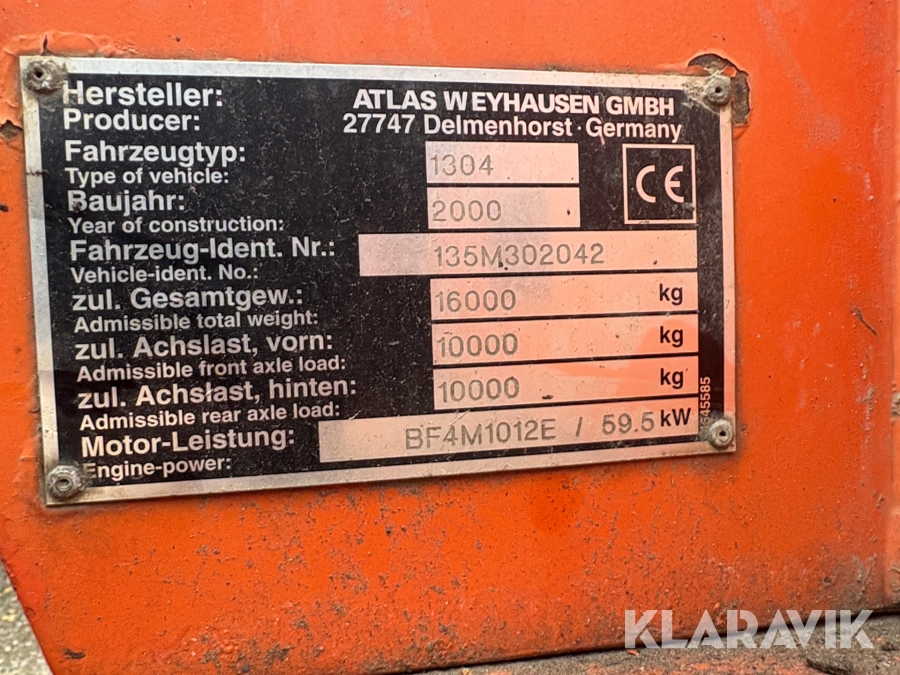 Hersteller: ATLAS WEYHAUSEN GMBH
Producer: 27747 Delmenhorst · Germany
Fahrzeugtyp: 1304
Type of vehicle:
CE
Baujahr: 2000
Year of construction:
Fahrzeug-Ident. Nr.: 135M302042
Vehicle-ident. No.:
zul. Gesamtgew.: 16000 kg
Admissible total weight:
zul. Achslast, vorn: 10000 kg
Admissible front axle load:
zul. Achslast, hinten: 10000 kg
Admissible rear axle load:
Motor-Leistung: BF4M1012E / 59.5 kW
Engine-power:
KLARAVIK